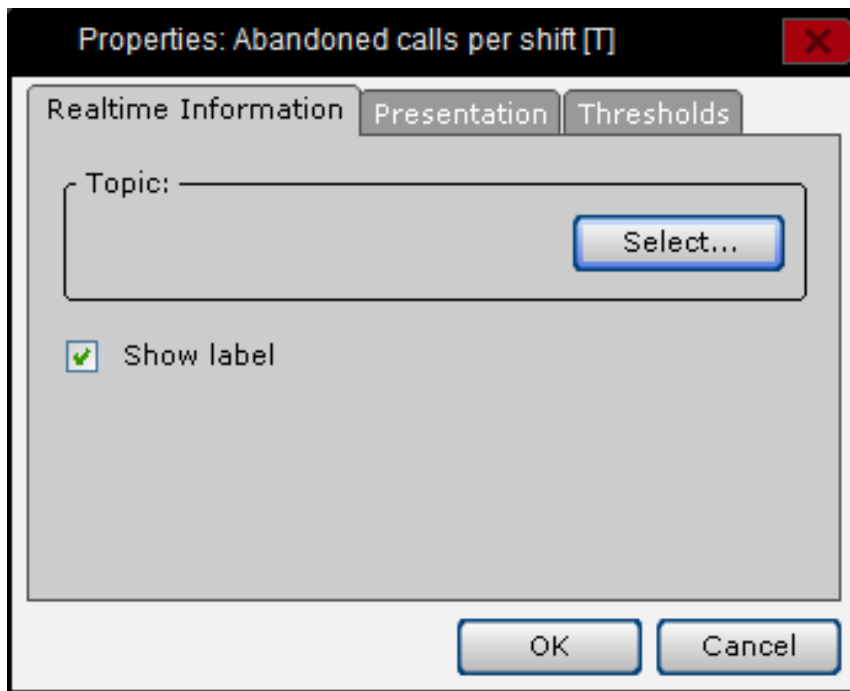 Properties: Abandoned calls per shift [T]
Realtime Information Presentation Thresholds
Topic:
Select...
Show label
OK Cancel